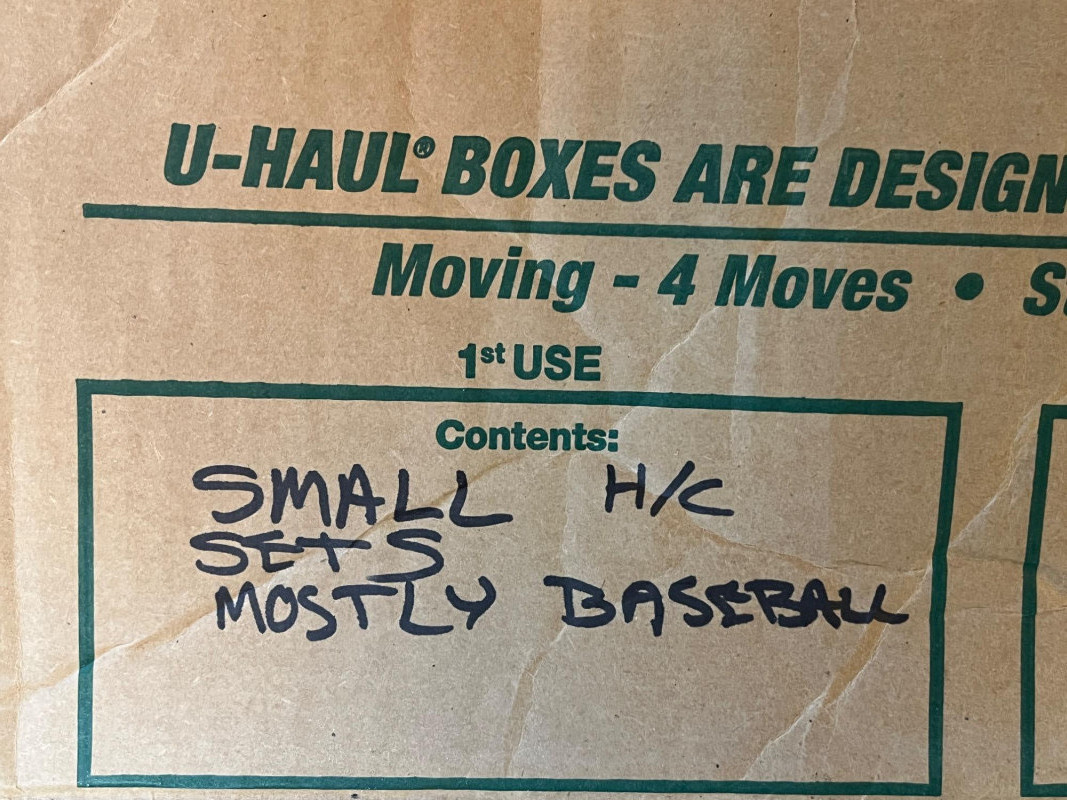 U-HAUL® BOXES ARE DESIGN
Moving - 4 Moves •
1st USE
Contents:
SMALL H/C
SETS
MOSTLY BASEBALL